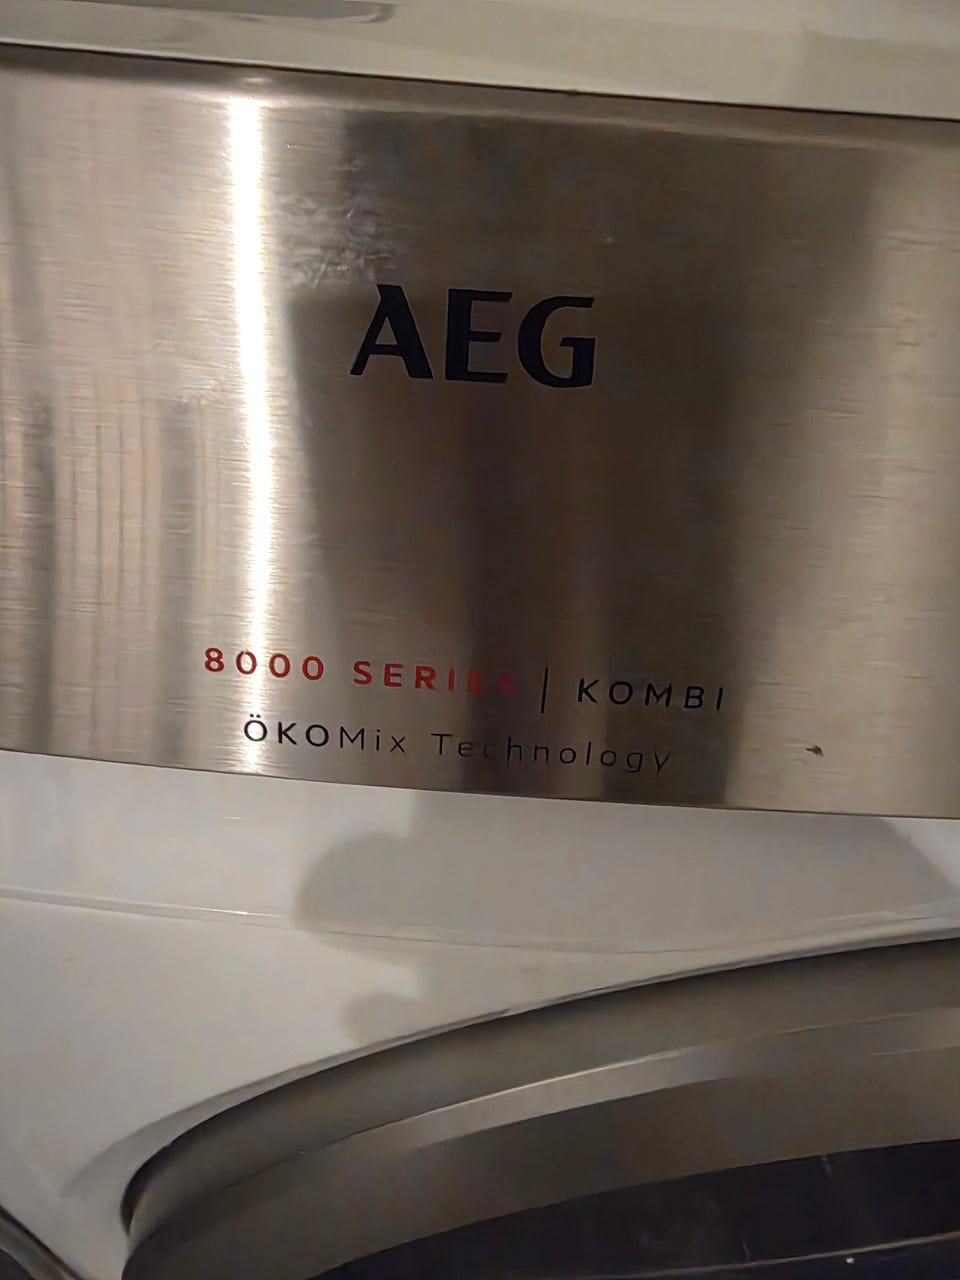 AEG
8000 SERIES | KOMBI
ÖKOMix Technology